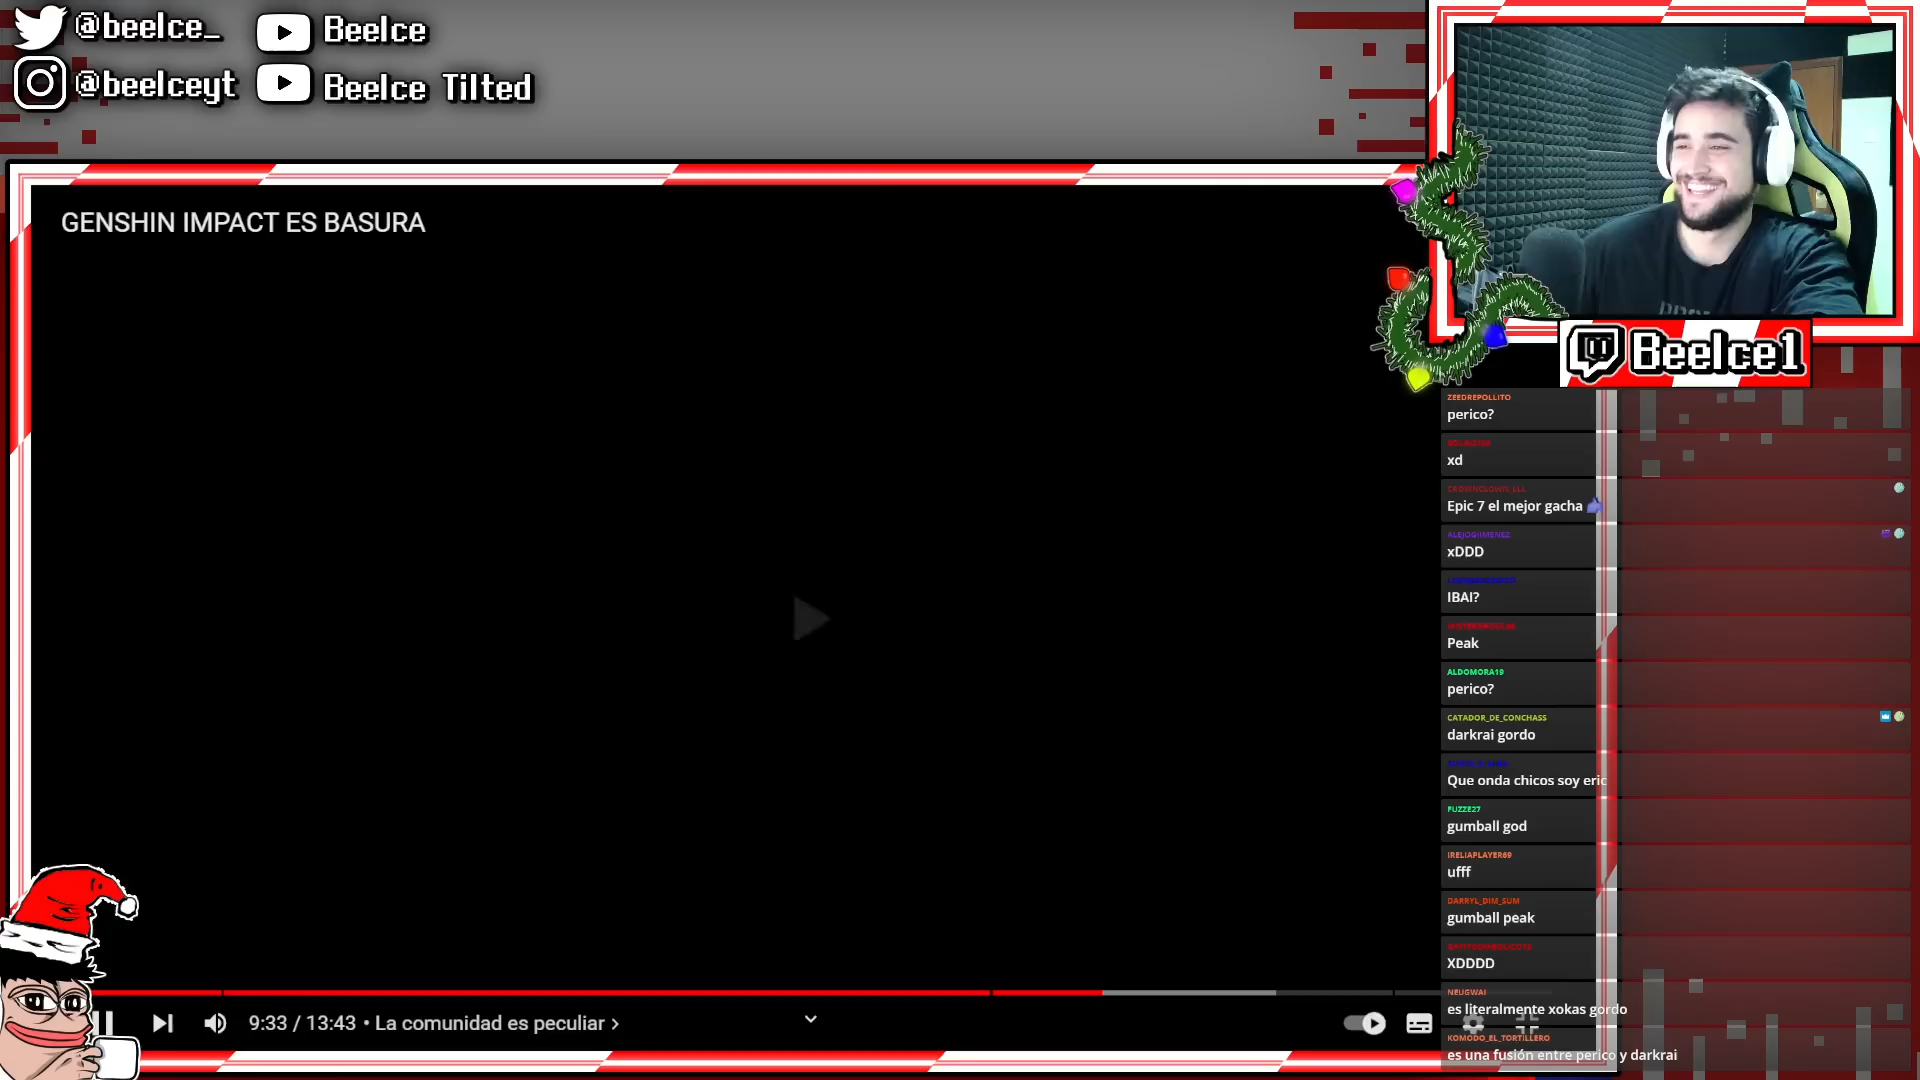 @beelce_
Beelce
@beelceyt
Beelce Tilted
GENSHIN IMPACT ES BASURA
Beelce1
ZEEDREPOLLITO
perico?
xd
CROWNCLOWN_LLL
Epic 7 el mejor gacha
ALEJOGIIMENEZ
xDDD
IBAI?
Peak
ALDOMORA19
perico?
CATADOR_DE_CONCHASS
darkrai gordo
Que onda chicos soy eric
FUZZE27
gumball god
IRELIAPLAYER69
ufff
DARRYL_DIM_SUM
gumball peak
XDDDD
NEUGWAI
es literalmente xokas gordo
KOMODO_EL_TORTILLERO
es una fusión entre perico y darkrai
9:33 / 13:43 • La comunidad es peculiar